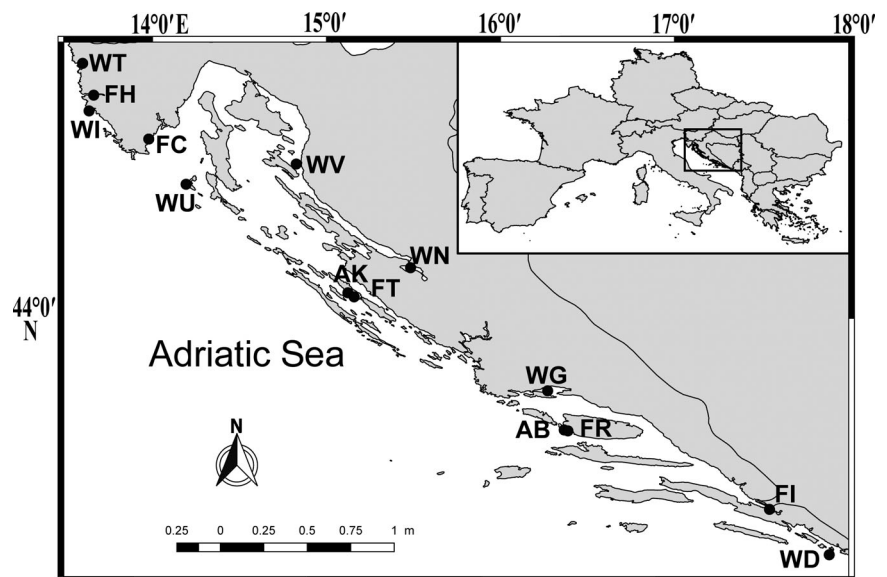 14°0′ E 15°0′ 16°0′ 17°0′ 18°0′
WT
FH
WI
FC
WV
WU
WN
AK
FT
44°0′
N
Adriatic Sea
WG
AB
FR
N
FI
WD
0.25 0 0.25 0.5 0.75 1 m